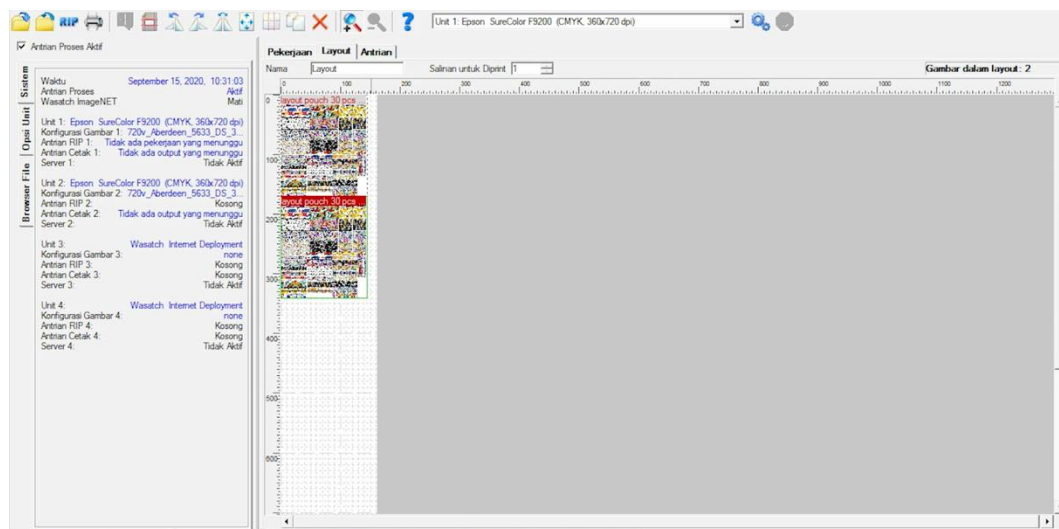 RIP
Unit 1: Epson SureColor F9200 (CMYK, 360x720 dpi)
Antrian Proses Aktif
Pekerjaan Layout Antrian
Nama Layout Salinan untuk Diprint 1 Gambar dalam layout: 2
Sistem
Opsi Unit
Browser File
Waktu September 15, 2020, 10:31:03
Antrian Proses Aktif
Wasatch ImageNET Mati
Unit 1: Epson SureColor F9200 (CMYK, 360x720 dpi)
Konfigurasi Gambar 1: 720v_Aberdeen_5633_DS_3...
Antrian RIP 1: Tidak ada pekerjaan yang menunggu
Antrian Cetak 1: Tidak ada output yang menunggu
Server 1: Tidak Aktif
Unit 2: Epson SureColor F9200 (CMYK, 360x720 dpi)
Konfigurasi Gambar 2: 720v_Aberdeen_5633_DS_3...
Antrian RIP 2: Kosong
Antrian Cetak 2: Tidak ada output yang menunggu
Server 2: Tidak Aktif
Unit 3: Wasatch Internet Deployment
Konfigurasi Gambar 3: none
Antrian RIP 3: Kosong
Antrian Cetak 3: Kosong
Server 3: Tidak Aktif
Unit 4: Wasatch Internet Deployment
Konfigurasi Gambar 4: none
Antrian RIP 4: Kosong
Antrian Cetak 4: Kosong
Server 4: Tidak Aktif
0 100 200 300 400 500 600 700 800 900 1000 1100 1200
0
layout pouch 30 pcs
100
layout pouch 30 pcs ...
200
300
400
500
600